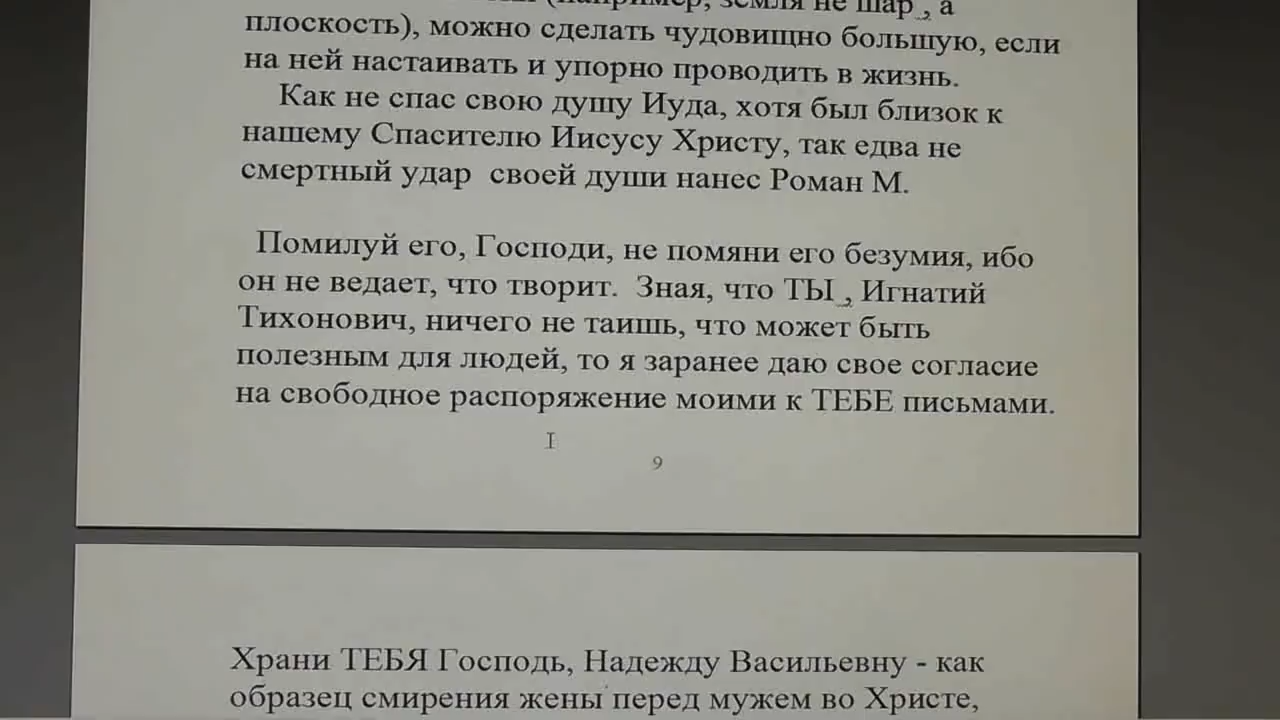 (например, земля не шар , а
плоскость), можно сделать чудовищно большую, если
на ней настаивать и упорно проводить в жизнь.
Как не спас свою душу Иуда, хотя был близок к
нашему Спасителю Иисусу Христу, так едва не
смертный удар своей души нанес Роман М.
Помилуй его, Господи, не помяни его безумия, ибо
он не ведает, что творит. Зная, что ТЫ , Игнатий
Тихонович, ничего не таишь, что может быть
полезным для людей, то я заранее даю свое согласие
на свободное распоряжение моими к ТЕБЕ письмами.
9
Храни ТЕБЯ Господь, Надежду Васильевну - как
образец смирения жены перед мужем во Христе,